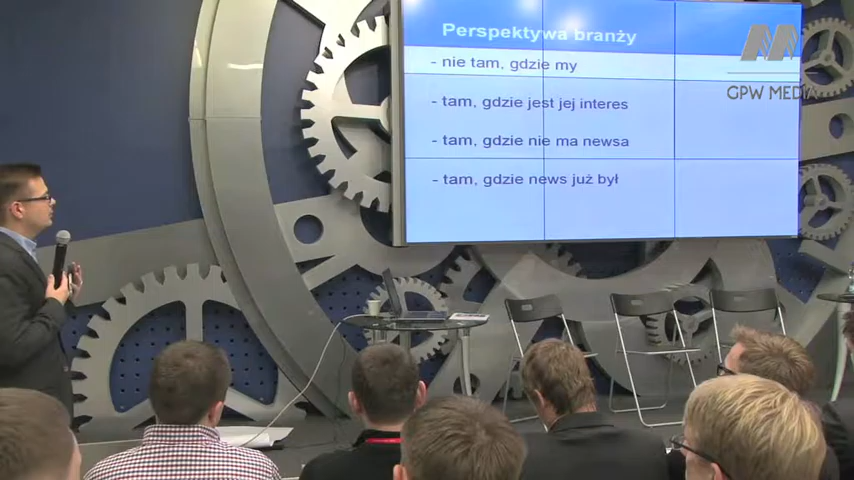 Perspektywa branży
- nie tam, gdzie my
- tam, gdzie jest jej interes
- tam, gdzie nie ma newsa
- tam, gdzie news już był
GPW MEDIA